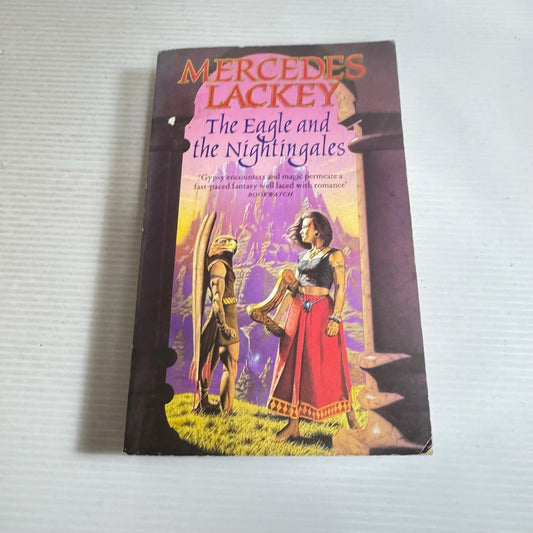 MERCEDES
LACKEY
The Eagle and
the Nightingales
'Gypsy encounters and magic permeate a
fast-paced fantasy well laced with romance'
BOOKWATCH